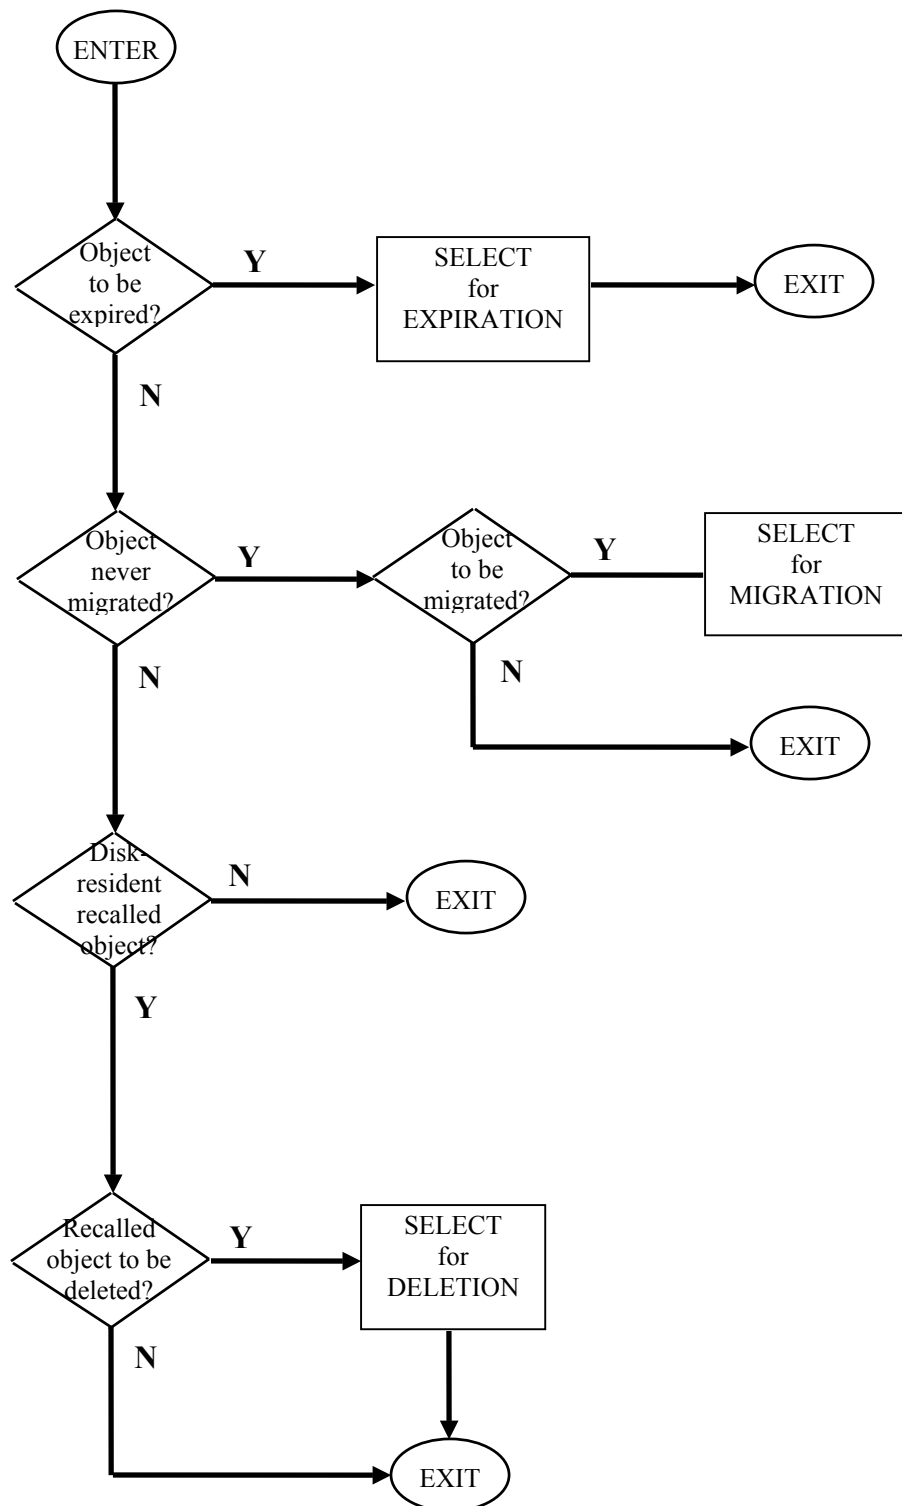 ENTER
Object
to be
expired?
Y
SELECT
for
EXPIRATION
EXIT
N
Object
never
migrated?
Y
Object
to be
migrated?
Y
SELECT
for
MIGRATION
N
N
EXIT
Disk-
resident
recalled
object?
N
EXIT
Y
Recalled
object to be
deleted?
Y
SELECT
for
DELETION
N
EXIT